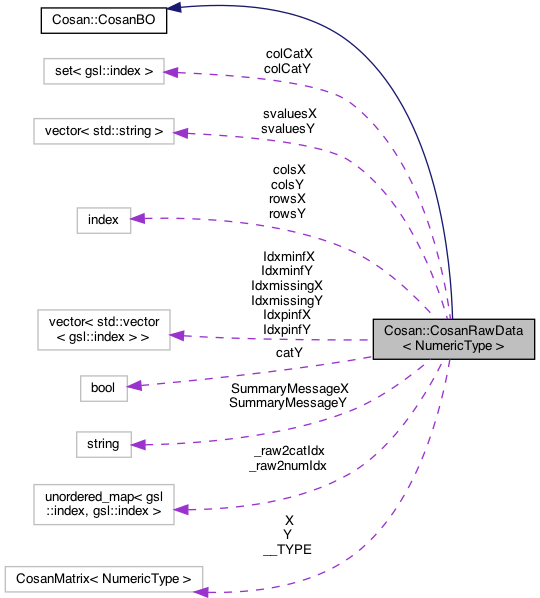 Cosan::CosanBO
colCatX
colCatY
set< gsl::index >
svaluesX
svaluesY
vector< std::string >
colsX
colsY
rowsX
rowsY
index
IdxminfX
IdxminfY
IdxmissingX
IdxmissingY
IdxpinfX
IdxpinfY
vector< std::vector
< gsl::index > >
Cosan::CosanRawData
< NumericType >
catY
bool
SummaryMessageX
SummaryMessageY
string
_raw2catIdx
_raw2numIdx
unordered_map< gsl
::index, gsl::index >
X
Y
__TYPE
CosanMatrix< NumericType >